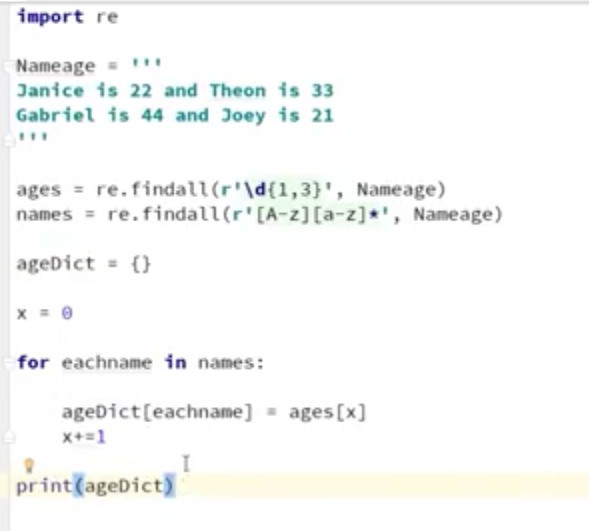 import re
Nameage = '''
Janice is 22 and Theon is 33
Gabriel is 44 and Joey is 21
'''
ages = re.findall(r'\d{1,3}', Nameage)
names = re.findall(r'[A-z][a-z]*', Nameage)
ageDict = {}
x = 0
for eachname in names:
    ageDict[eachname] = ages[x]
    x+=1
print(ageDict)